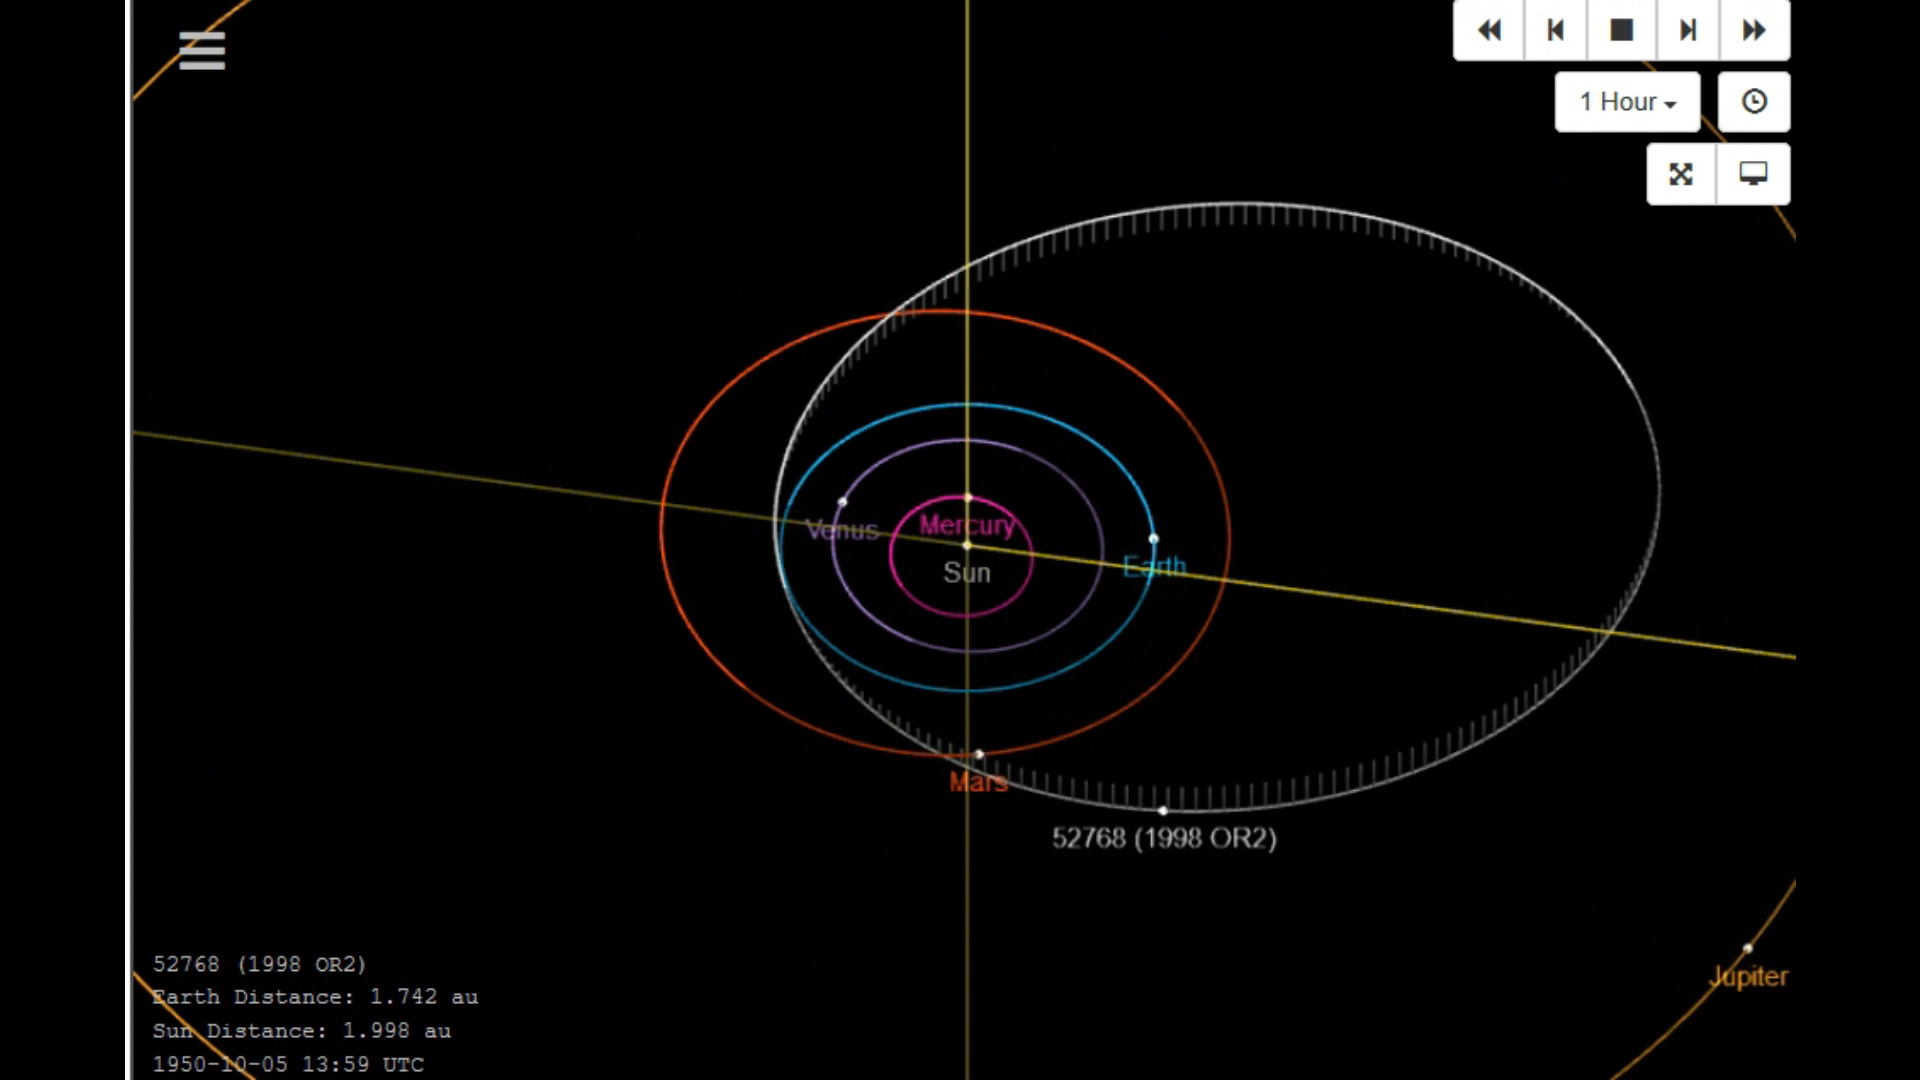 1 Hour
Venus
Mercury
Sun
Earth
Mars
52768 (1998 OR2)
Jupiter
52768 (1998 OR2)
Earth Distance: 1.742 au
Sun Distance: 1.998 au
1950-10-05 13:59 UTC